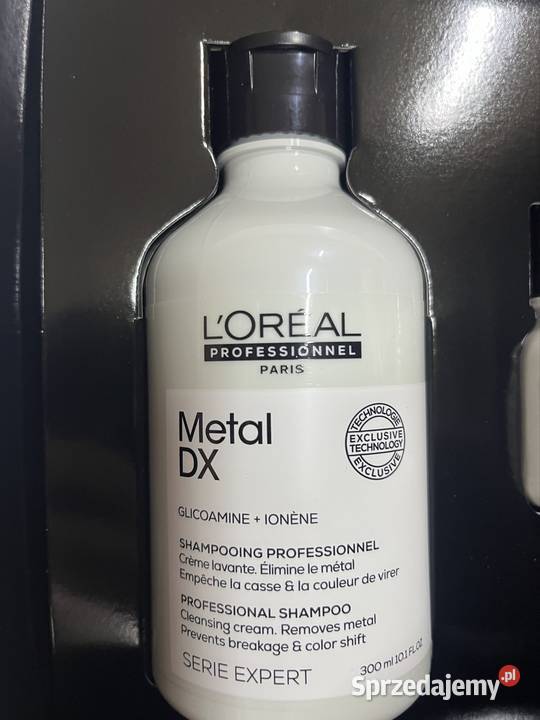 L'ORÉAL
PROFESSIONNEL
PARIS
Metal
DX
TECHNOLOGIE
EXCLUSIVE
TECHNOLOGY
EXCLUSIVE
GLICOAMINE + IONÈNE
SHAMPOOING PROFESSIONNEL
Crème lavante. Élimine le métal
Empêche la casse & la couleur de virer
PROFESSIONAL SHAMPOO
Cleansing cream. Removes metal
Prevents breakage & color shift
SERIE EXPERT
300 ml 10.1 FL OZ
Sprzedajemy.pl